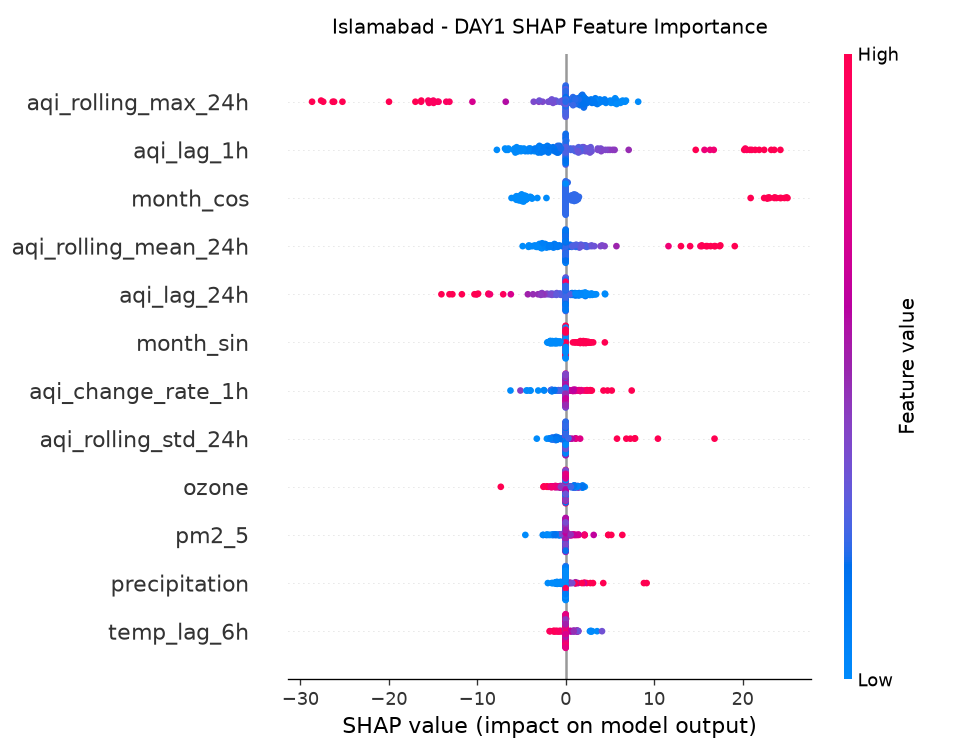 Islamabad - DAY1 SHAP Feature Importance
High
aqi_rolling_max_24h
aqi_lag_1h
month_cos
aqi_rolling_mean_24h
aqi_lag_24h
month_sin
aqi_change_rate_1h
aqi_rolling_std_24h
ozone
pm2_5
precipitation
temp_lag_6h
Feature value
Low
−30 −20 −10 0 10 20
SHAP value (impact on model output)